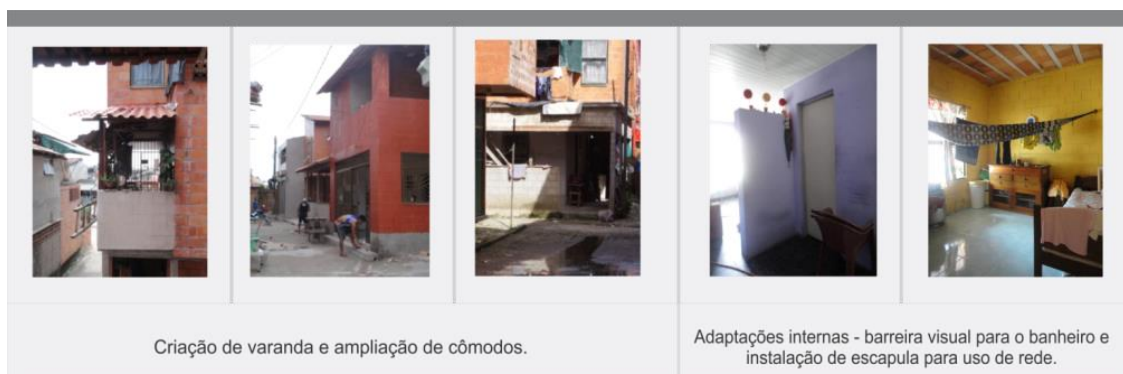 Criação de varanda e ampliação de cômodos.
Adaptações internas - barreira visual para o banheiro e
instalação de escapula para uso de rede.